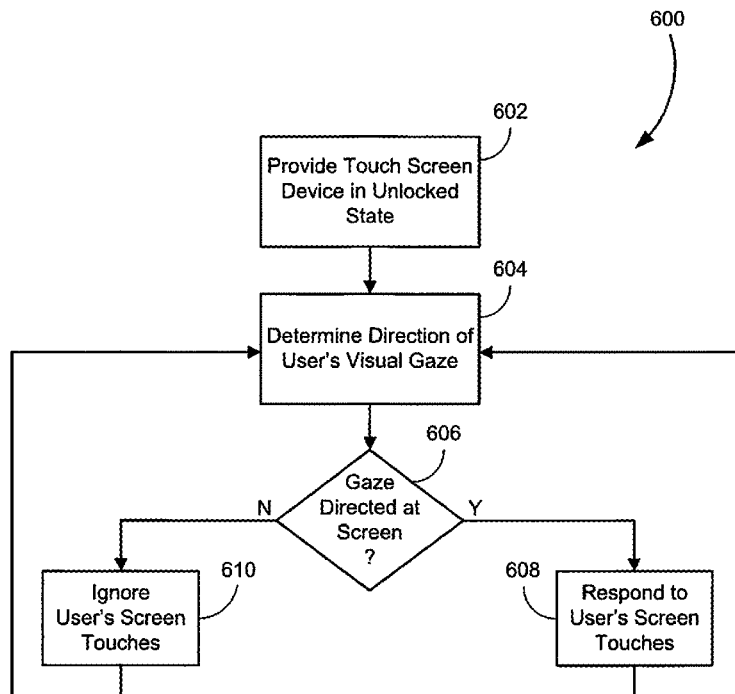 600
602
Provide Touch Screen
Device in Unlocked
State
604
Determine Direction of
User's Visual Gaze
606
Gaze
Directed at
Screen
?
N
Y
610
Ignore
User's Screen
Touches
608
Respond to
User's Screen
Touches